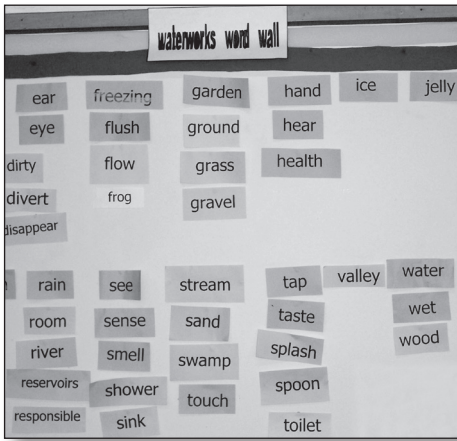 waterworks word wall
ear freezing garden hand ice jelly
eye flush ground hear
dirty flow grass health
divert frog gravel
disappear
rain see stream tap valley water
room sense sand taste wet
river smell swamp splash wood
reservoirs shower touch spoon
responsible sink toilet